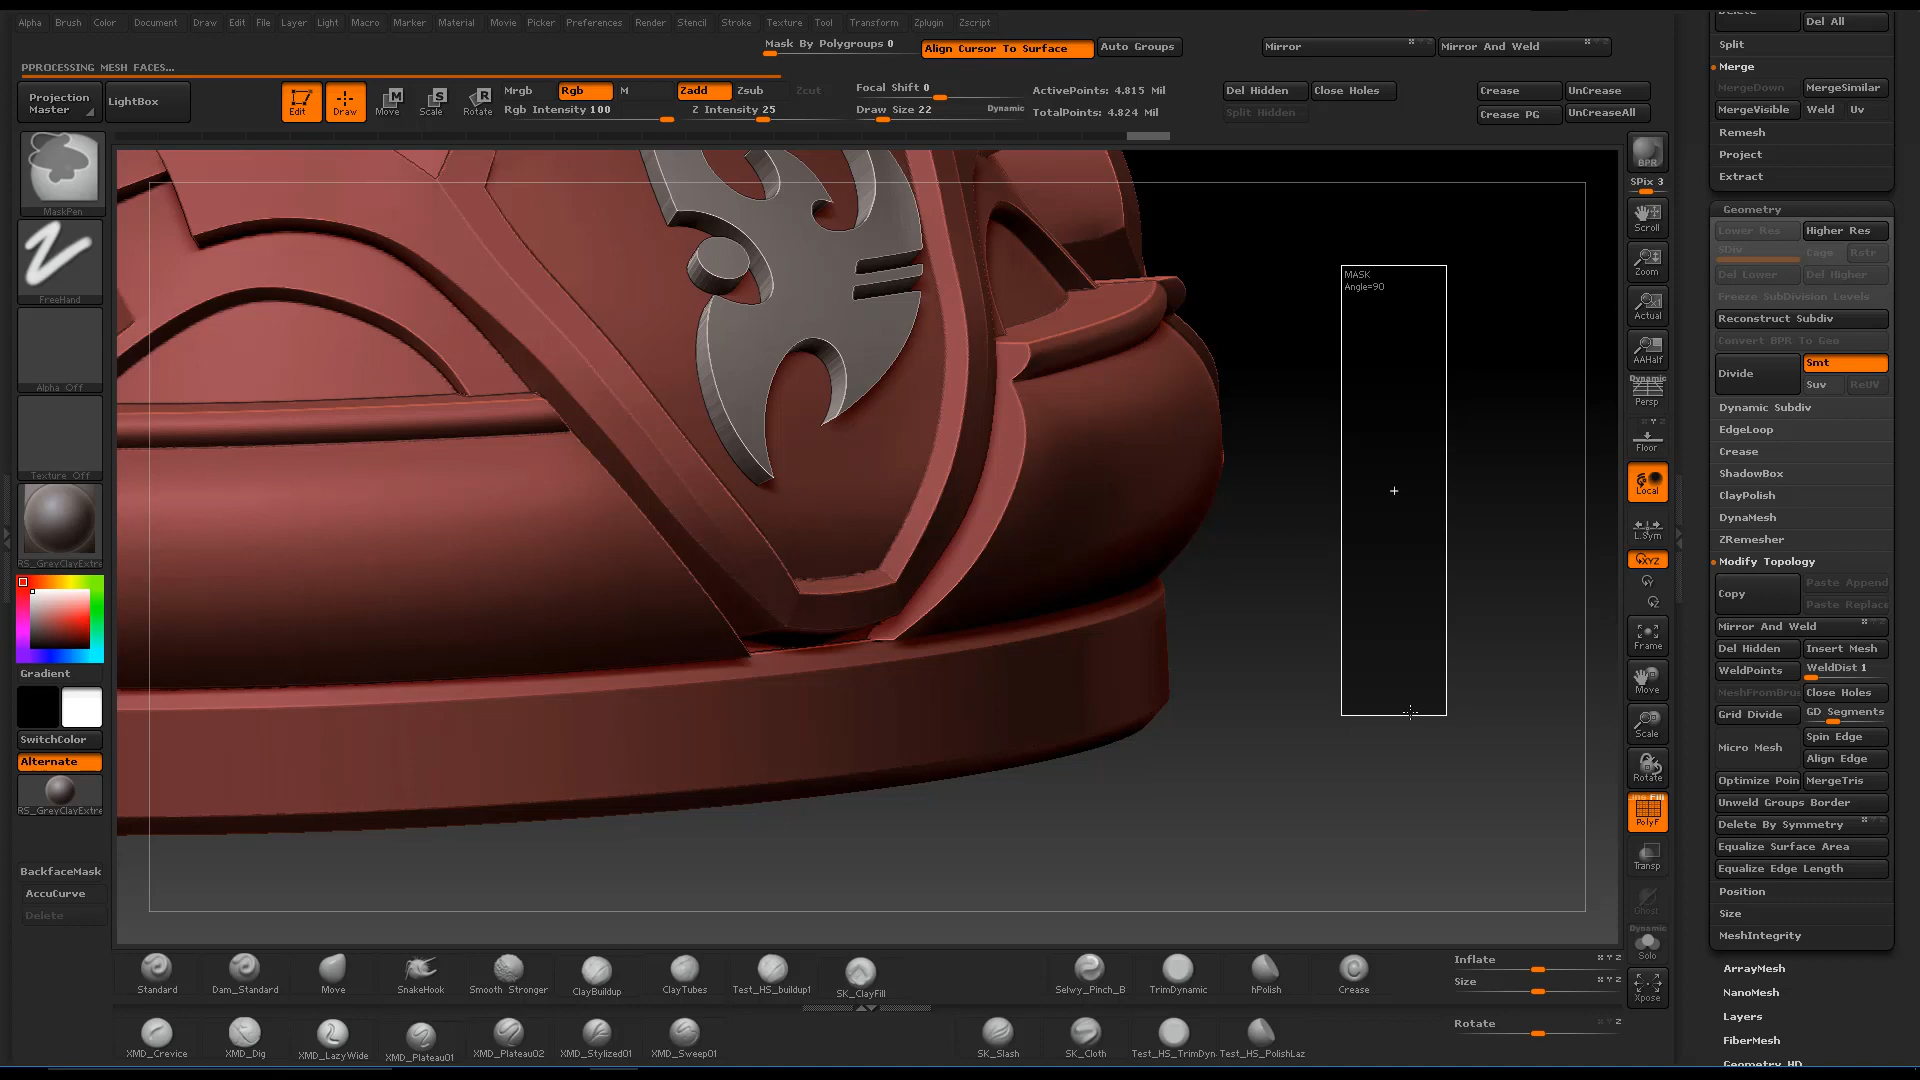 Alpha Brush Color Document Draw Edit File Layer Light Macro Marker Material Movie Picker Preferences Render Stencil Stroke Texture Tool Transform Zplugin Zscript
Mask By Polygroups 0
Align Cursor To Surface
Auto Groups
Mirror
Mirror And Weld
PPROCESSING MESH FACES...
Projection Master
LightBox
Edit
Draw
Move
Scale
Rotate
Mrgb
Rgb
M
Rgb Intensity 100
Zadd
Zsub
Zcut
Z Intensity 25
Focal Shift 0
Draw Size 22
Dynamic
ActivePoints: 4.815 Mil
TotalPoints: 4.824 Mil
Del Hidden
Close Holes
Split Hidden
Crease
UnCrease
Crease PG
UnCreaseAll
MaskPen
FreeHand
Alpha Off
Texture Off
RS_GreyClayExtre
Gradient
SwitchColor
Alternate
RS_GreyClayExtre
BackfaceMask
AccuCurve
Delete
MASK
Angle=90
BPR
SPix 3
Scroll
Zoom
Actual
AAHalf
Dynamic
Persp
Floor
Local
L.Sym
XYZ
Frame
Move
Scale
Rotate
PolyF
Transp
Ghost
Dynamic
Solo
Xpose
Del All
Split
Merge
MergeDown
MergeSimilar
MergeVisible
Weld
Uv
Remesh
Project
Extract
Geometry
Lower Res
Higher Res
SDiv
Cage
Rstr
Del Lower
Del Higher
Freeze SubDivision Levels
Reconstruct Subdiv
Convert BPR To Geo
Divide
Smt
Suv
ReUV
Dynamic Subdiv
EdgeLoop
Crease
ShadowBox
ClayPolish
DynaMesh
ZRemesher
Modify Topology
Copy
Paste Append
Paste Replace
Mirror And Weld
Del Hidden
Insert Mesh
WeldPoints
WeldDist 1
MeshFromBrus
Close Holes
Grid Divide
GD Segments
Micro Mesh
Spin Edge
Align Edge
Optimize Poin
MergeTris
Unweld Groups Border
Delete By Symmetry
Equalize Surface Area
Equalize Edge Length
Position
Size
MeshIntegrity
ArrayMesh
NanoMesh
Layers
FiberMesh
Geometry HD
Standard
Dam_Standard
Move
SnakeHook
Smooth Stronger
ClayBuildup
ClayTubes
Test_HS_buildup1
SK_ClayFill
Selwy_Pinch_B
TrimDynamic
hPolish
Crease
Inflate
Size
Rotate
XMD_Crevice
XMD_Dig
XMD_LazyWide
XMD_Plateau01
XMD_Plateau02
XMD_Stylized01
XMD_Sweep01
SK_Slash
SK_Cloth
Test_HS_TrimDyn
Test_HS_PolishLaz